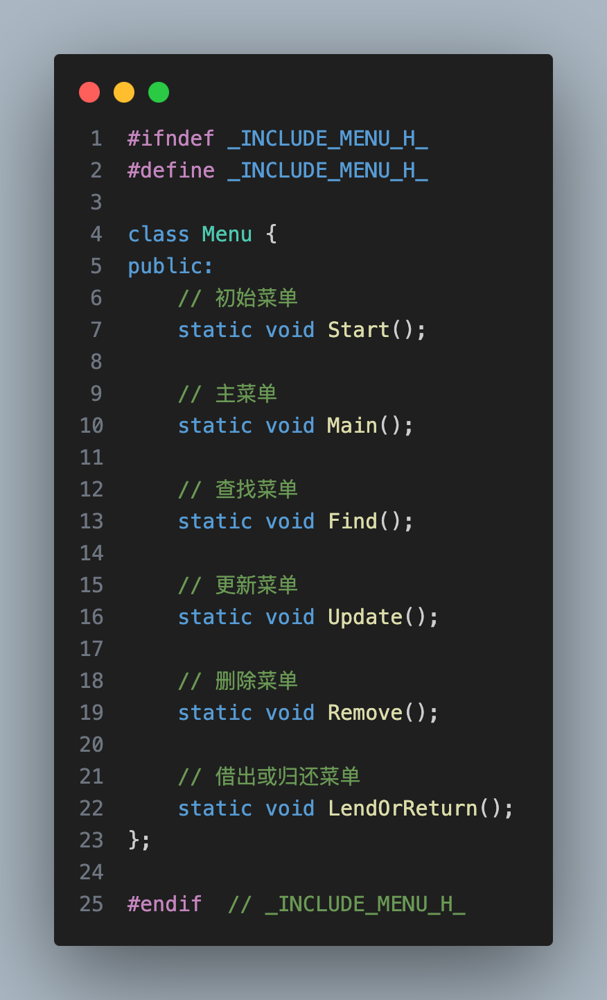 1 #ifndef _INCLUDE_MENU_H_
2 #define _INCLUDE_MENU_H_
3
4 class Menu {
5 public:
6     // 初始菜单
7     static void Start();
8
9     // 主菜单
10     static void Main();
11
12     // 查找菜单
13     static void Find();
14
15     // 更新菜单
16     static void Update();
17
18     // 删除菜单
19     static void Remove();
20
21     // 借出或归还菜单
22     static void LendOrReturn();
23 };
24
25 #endif  // _INCLUDE_MENU_H_